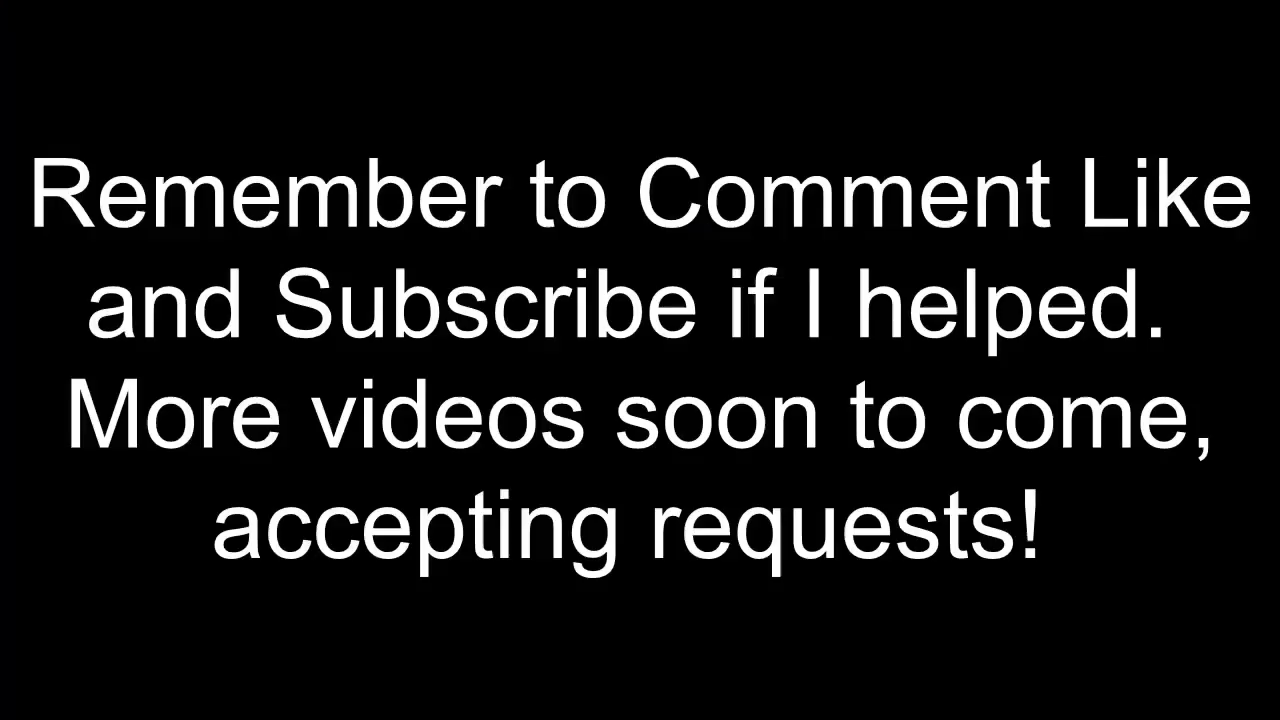 Remember to Comment Like
and Subscribe if I helped.
More videos soon to come,
accepting requests!